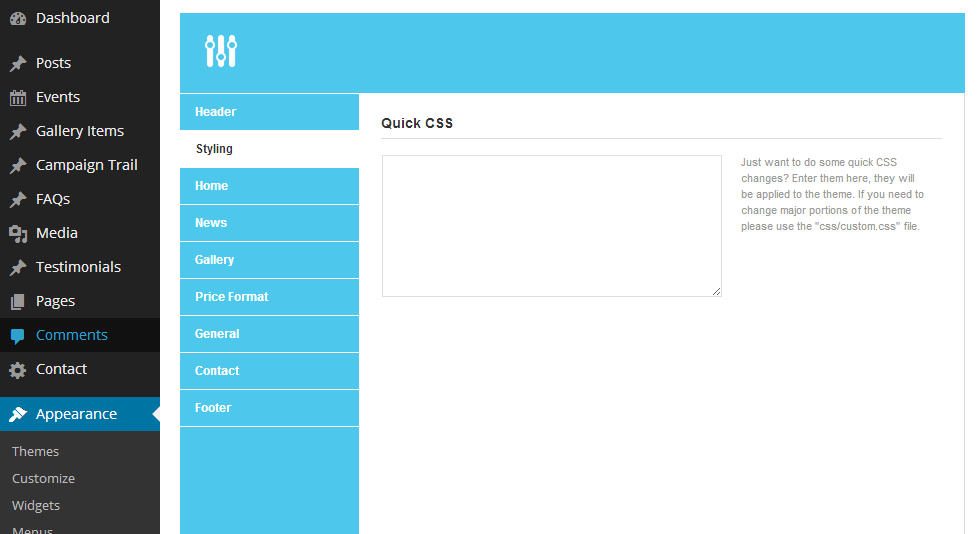 Dashboard
Posts
Events
Gallery Items
Campaign Trail
FAQs
Media
Testimonials
Pages
Comments
Contact
Appearance
Themes
Customize
Widgets
Menus
Header
Styling
Home
News
Gallery
Price Format
General
Contact
Footer
Quick CSS
Just want to do some quick CSS
changes? Enter them here, they will
be applied to the theme. If you need to
change major portions of the theme
please use the "css/custom.css" file.